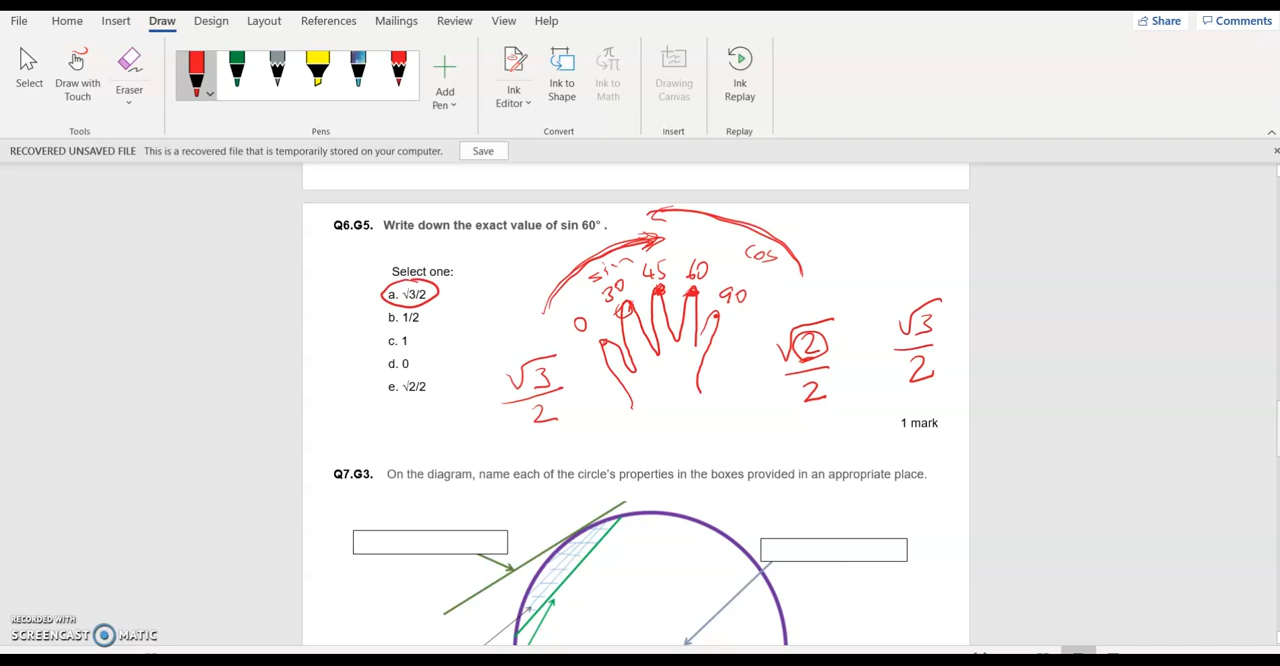 File Home Insert Draw Design Layout References Mailings Review View Help Share Comments
Select Draw with Touch Eraser Add Pen Ink Editor Ink to Shape Ink to Math Drawing Canvas Ink Replay
Tools Pens Convert Insert Replay
RECOVERED UNSAVED FILE This is a recovered file that is temporarily stored on your computer. Save
Q6.G5. Write down the exact value of sin 60° .
cos
Select one:
sin 45 60
a. √3/2
30 90
0
b. 1/2
c. 1
d. 0
e. √2/2
√3/2
√2/2
√3/2
1 mark
Q7.G3. On the diagram, name each of the circle's properties in the boxes provided in an appropriate place.
RECORDED WITH
SCREENCAST MATIC